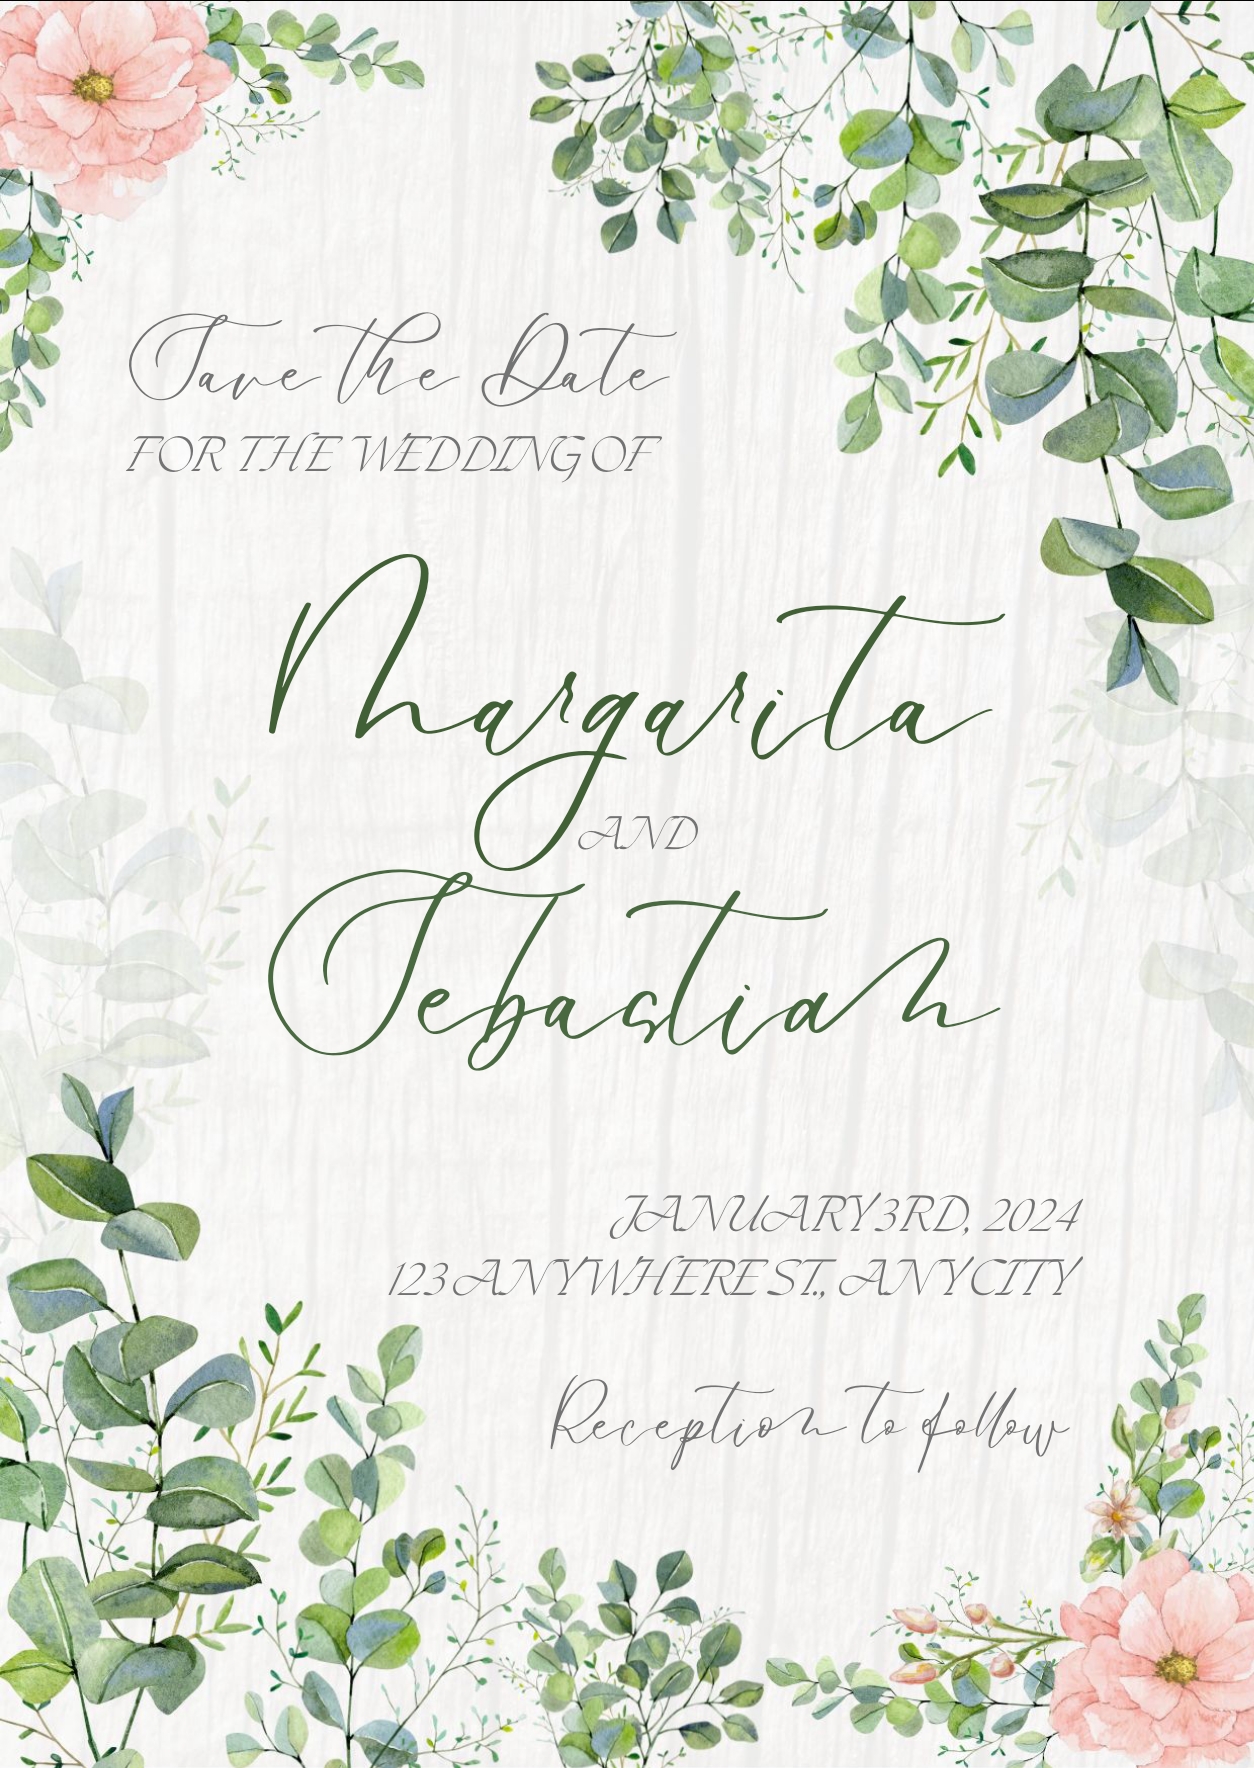 Save the Date
FOR THE WEDDING OF
Margarita
AND
Sebastian
JANUARY 3RD, 2024
123 ANYWHERE ST., ANY CITY
Reception to follow